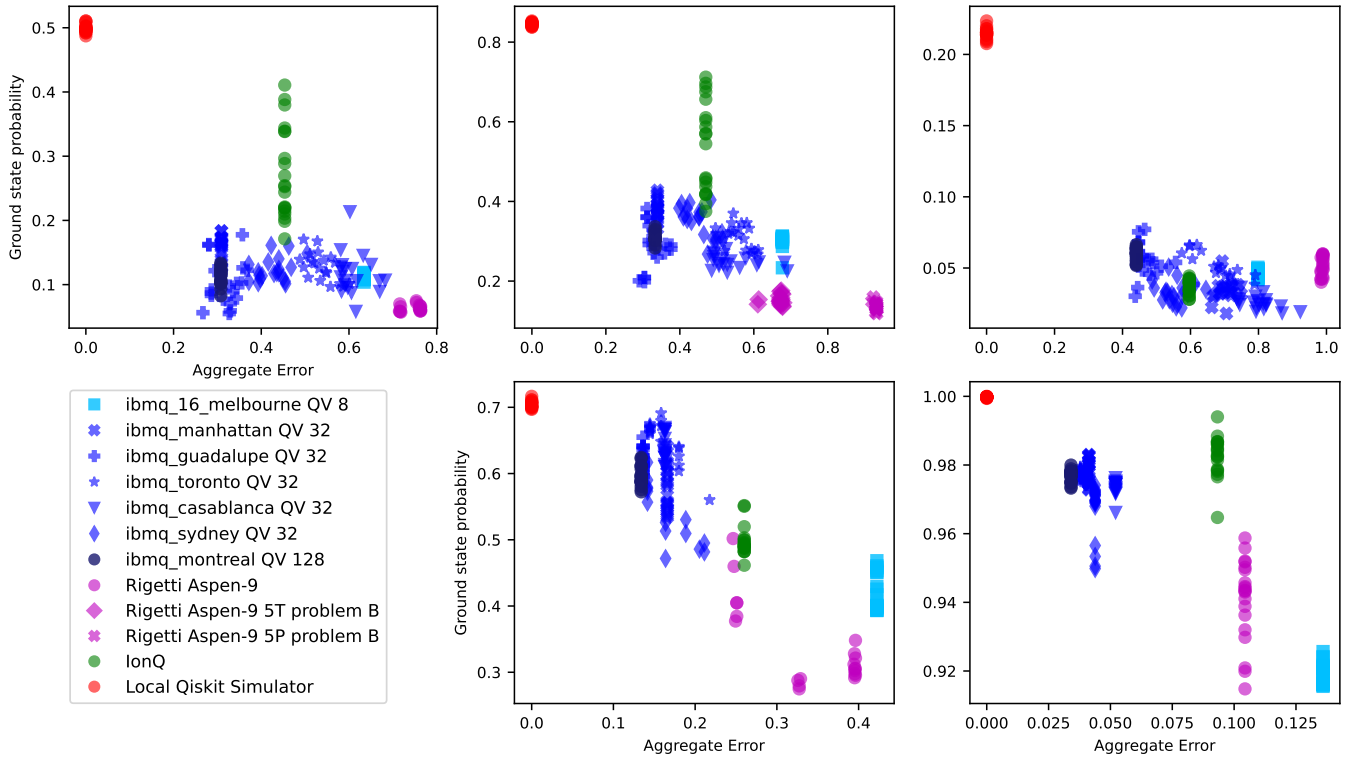 0.5
0.4
0.3
0.2
0.1
Ground state probability
0.0 0.2 0.4 0.6 0.8
Aggregate Error
0.8
0.6
0.4
0.2
0.0 0.2 0.4 0.6 0.8
0.20
0.15
0.10
0.05
0.0 0.2 0.4 0.6 0.8 1.0
ibmq_16_melbourne QV 8
ibmq_manhattan QV 32
ibmq_guadalupe QV 32
ibmq_toronto QV 32
ibmq_casablanca QV 32
ibmq_sydney QV 32
ibmq_montreal QV 128
Rigetti Aspen-9
Rigetti Aspen-9 5T problem B
Rigetti Aspen-9 5P problem B
IonQ
Local Qiskit Simulator
0.7
0.6
0.5
0.4
0.3
Ground state probability
0.0 0.1 0.2 0.3 0.4
Aggregate Error
1.00
0.98
0.96
0.94
0.92
0.000 0.025 0.050 0.075 0.100 0.125
Aggregate Error